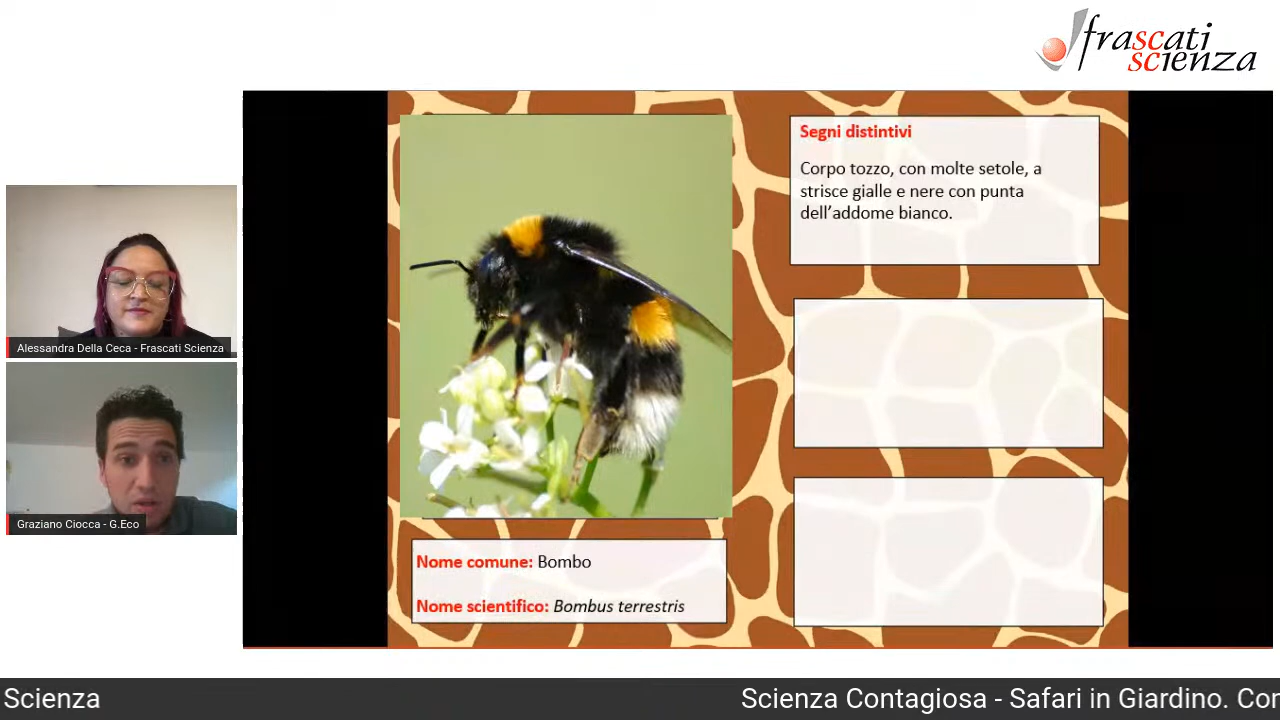 frascati
scienza
Segni distintivi
Corpo tozzo, con molte setole, a
strisce gialle e nere con punta
dell’addome bianco.
Alessandra Della Ceca - Frascati Scienza
Graziano Ciocca - G.Eco
Nome comune: Bombo
Nome scientifico: Bombus terrestris
Scienza
Scienza Contagiosa - Safari in Giardino. Con